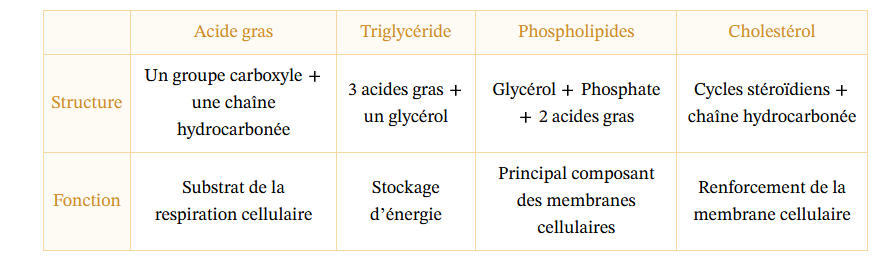 Acide gras
Triglycéride
Phospholipides
Cholestérol
Structure
Un groupe carboxyle +
une chaîne
hydrocarbonée
3 acides gras +
un glycérol
Glycérol + Phosphate
+ 2 acides gras
Cycles stéroïdiens +
chaîne hydrocarbonée
Fonction
Substrat de la
respiration cellulaire
Stockage
d’énergie
Principal composant
des membranes
cellulaires
Renforcement de la
membrane cellulaire